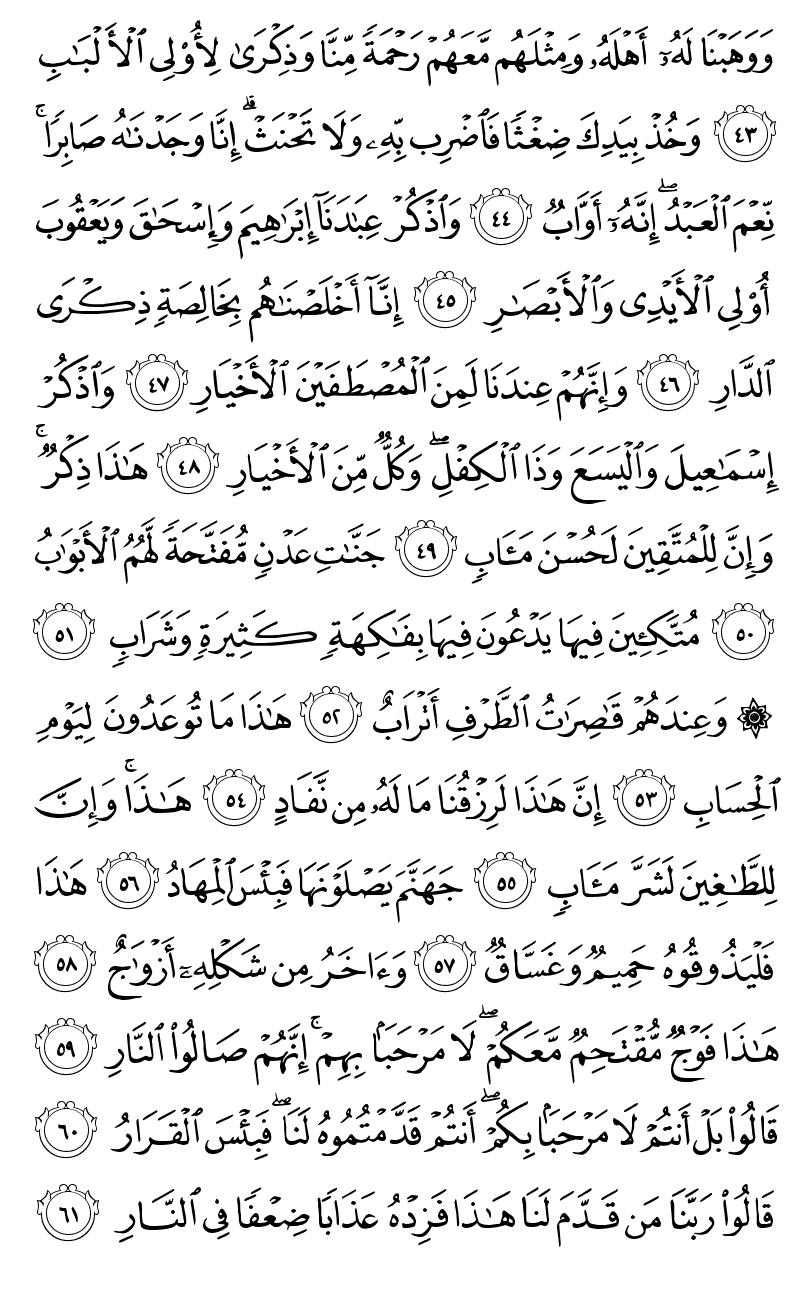 وَوَهَبْنَا لَهُۥٓ أَهْلَهُۥ وَمِثْلَهُم مَّعَهُمْ رَحْمَةً مِّنَّا وَذِكْرَىٰ لِأُو۟لِى ٱلْأَلْبَـٰبِ
٤٣ وَخُذْ بِيَدِكَ ضِغْثًا فَٱضْرِب بِّهِۦ وَلَا تَحْنَثْ ۗ إِنَّا وَجَدْنَـٰهُ صَابِرًا ۚ
نِّعْمَ ٱلْعَبْدُ ۖ إِنَّهُۥٓ أَوَّابٌ ٤٤ وَٱذْكُرْ عِبَـٰدَنَآ إِبْرَٰهِيمَ وَإِسْحَـٰقَ وَيَعْقُوبَ
أُو۟لِى ٱلْأَيْدِى وَٱلْأَبْصَـٰرِ ٤٥ إِنَّآ أَخْلَصْنَـٰهُم بِخَالِصَةٍ ذِكْرَى
ٱلدَّارِ ٤٦ وَإِنَّهُمْ عِندَنَا لَمِنَ ٱلْمُصْطَفَيْنَ ٱلْأَخْيَارِ ٤٧ وَٱذْكُرْ
إِسْمَـٰعِيلَ وَٱلْيَسَعَ وَذَا ٱلْكِفْلِ ۖ وَكُلٌّ مِّنَ ٱلْأَخْيَارِ ٤٨ هَـٰذَا ذِكْرٌ ۚ
وَإِنَّ لِلْمُتَّقِينَ لَحُسْنَ مَـَٔابٍ ٤٩ جَنَّـٰتِ عَدْنٍ مُّفَتَّحَةً لَّهُمُ ٱلْأَبْوَٰبُ
٥٠ مُتَّكِـِٔينَ فِيهَا يَدْعُونَ فِيهَا بِفَـٰكِهَةٍ كَثِيرَةٍ وَشَرَابٍ ٥١
۞ وَعِندَهُمْ قَـٰصِرَٰتُ ٱلطَّرْفِ أَتْرَابٌ ٥٢ هَـٰذَا مَا تُوعَدُونَ لِيَوْمِ
ٱلْحِسَابِ ٥٣ إِنَّ هَـٰذَا لَرِزْقُنَا مَا لَهُۥ مِن نَّفَادٍ ٥٤ هَـٰذَا ۚ وَإِنَّ
لِلطَّـٰغِينَ لَشَرَّ مَـَٔابٍ ٥٥ جَهَنَّمَ يَصْلَوْنَهَا فَبِئْسَ ٱلْمِهَادُ ٥٦ هَـٰذَا
فَلْيَذُوقُوهُ حَمِيمٌ وَغَسَّاقٌ ٥٧ وَءَاخَرُ مِن شَكْلِهِۦٓ أَزْوَٰجٌ ٥٨
هَـٰذَا فَوْجٌ مُّقْتَحِمٌ مَّعَكُمْ ۖ لَا مَرْحَبًۢا بِهِمْ ۚ إِنَّهُمْ صَالُوا۟ ٱلنَّارِ ٥٩
قَالُوا۟ بَلْ أَنتُمْ لَا مَرْحَبًۢا بِكُمْ ۖ أَنتُمْ قَدَّمْتُمُوهُ لَنَا ۖ فَبِئْسَ ٱلْقَرَارُ ٦٠
قَالُوا۟ رَبَّنَا مَن قَدَّمَ لَنَا هَـٰذَا فَزِدْهُ عَذَابًا ضِعْفًا فِى ٱلنَّارِ ٦١